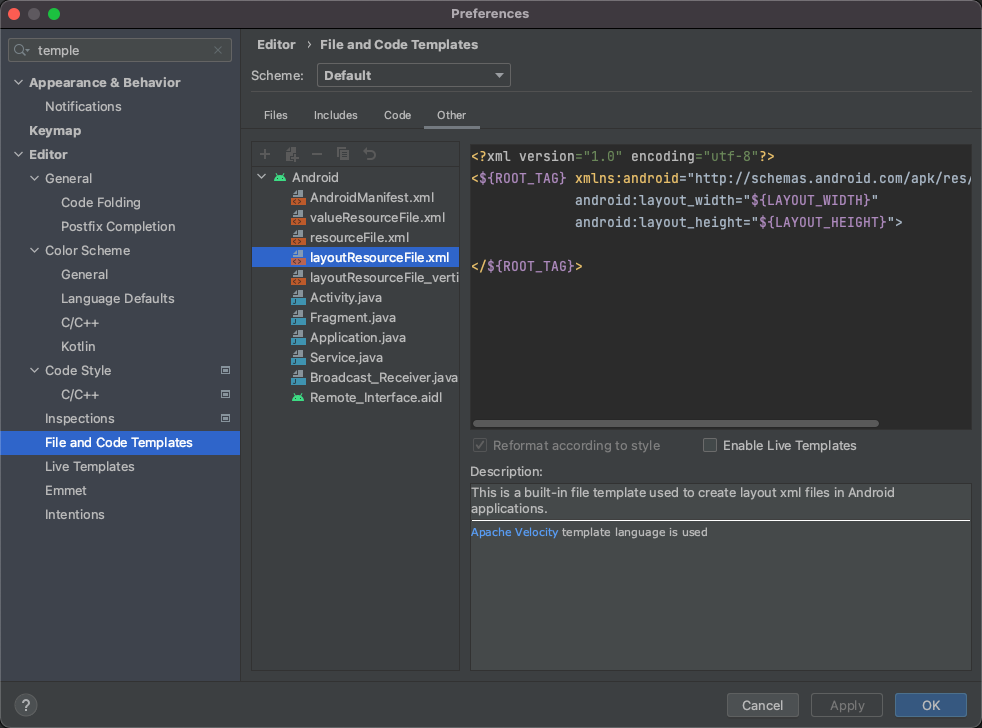 Preferences
temple
Appearance & Behavior
Notifications
Keymap
Editor
General
Code Folding
Postfix Completion
Color Scheme
General
Language Defaults
C/C++
Kotlin
Code Style
C/C++
Inspections
File and Code Templates
Live Templates
Emmet
Intentions
Editor › File and Code Templates
Scheme: Default
Files Includes Code Other
Android
AndroidManifest.xml
valueResourceFile.xml
resourceFile.xml
layoutResourceFile.xml
layoutResourceFile_verti
Activity.java
Fragment.java
Application.java
Service.java
Broadcast_Receiver.java
Remote_Interface.aidl
<?xml version="1.0" encoding="utf-8"?>
<${ROOT_TAG} xmlns:android="http://schemas.android.com/apk/res/
android:layout_width="${LAYOUT_WIDTH}"
android:layout_height="${LAYOUT_HEIGHT}">
</${ROOT_TAG}>
Reformat according to style Enable Live Templates
Description:
This is a built-in file template used to create layout xml files in Android
applications.
Apache Velocity template language is used
? Cancel Apply OK